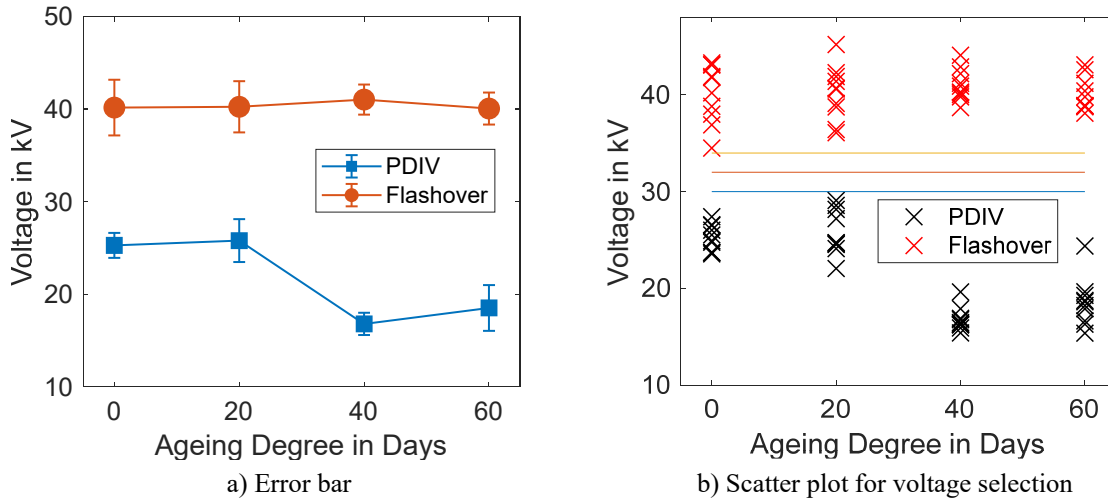 50
40
30
20
10
Voltage in kV
PDIV
Flashover
0 20 40 60
Ageing Degree in Days
a) Error bar
40
30
20
10
Voltage in kV
PDIV
Flashover
0 20 40 60
Ageing Degree in Days
b) Scatter plot for voltage selection